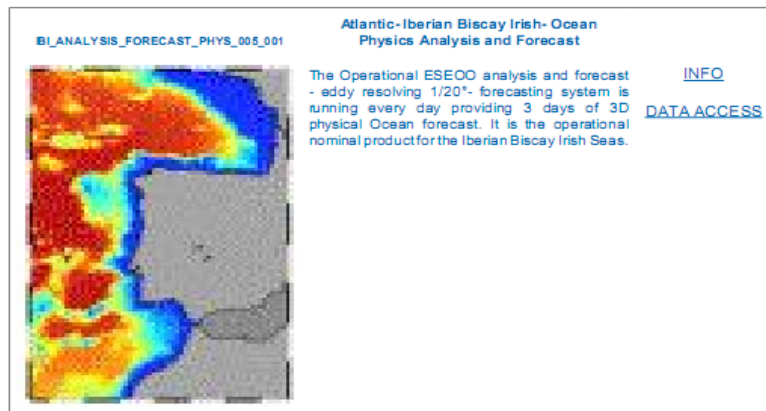 IBI_ANALYSIS_FORECAST_PHYS_005_001
Atlantic-Iberian Biscay Irish- Ocean
Physics Analysis and Forecast
The Operational ESEOO analysis and forecast
- eddy resolving 1/20°- forecasting system is
running every day providing 3 days of 3D
physical Ocean forecast. It is the operational
nominal product for the Iberian Biscay Irish Seas.
INFO
DATA ACCESS